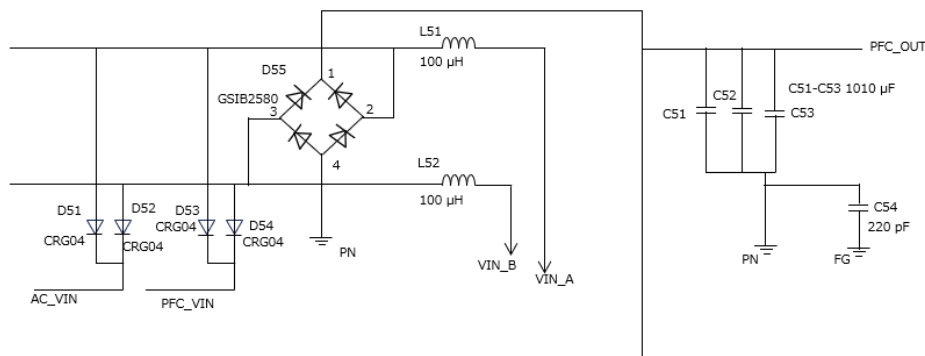 L51
100 µH
D55
GSIB2580
1
2
3
4
L52
100 µH
D51
CRG04
D52
CRG04
D53
CRG04
D54
CRG04
PN
VIN_B
VIN_A
AC_VIN
PFC_VIN
PFC_OUT
C51-C53 1010 µF
C51
C52
C53
C54
220 pF
PN
FG